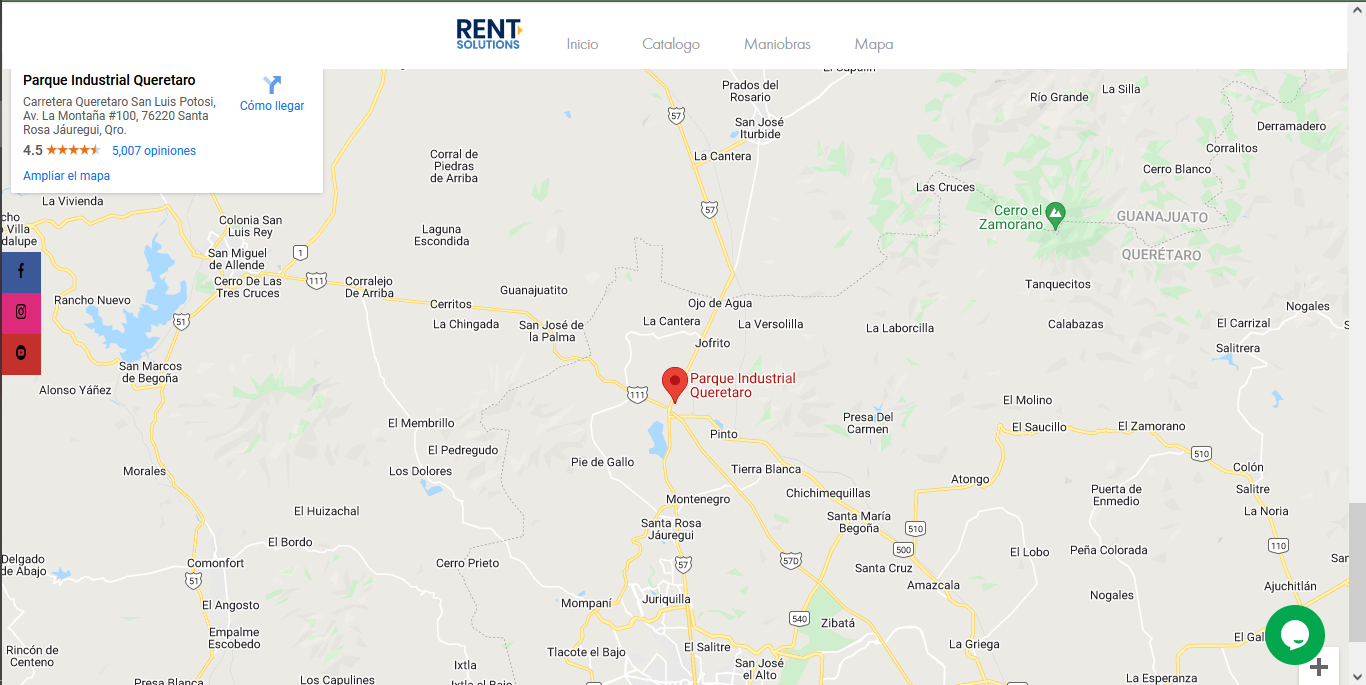 RENT
SOLUTIONS
Inicio
Catalogo
Maniobras
Mapa
Parque Industrial Queretaro
Carretera Queretaro San Luis Potosi,
Av. La Montaña #100, 76220 Santa
Rosa Jáuregui, Qro.
Cómo llegar
4.5
5,007 opiniones
Ampliar el mapa
Prados del
Rosario
Río Grande
La Silla
57
San José
Iturbide
Derramadero
Corralitos
La Cantera
Corral de
Piedras
de Arriba
Cerro Blanco
Las Cruces
La Vivienda
57
Cerro el
Zamorano
GUANAJUATO
QUERÉTARO
Colonia San
Luis Rey
Villa
Laguna
Escondida
San Miguel
de Allende
1
Cerro De Las
Tres Cruces
111
Corralejo
De Arriba
Tanquecitos
Rancho Nuevo
Cerritos
Guanajuatito
Ojo de Agua
Nogales
51
La Chingada
San José de
la Palma
La Cantera
La Versolilla
La Laborcilla
Calabazas
El Carrizal
Jofrito
Salitrera
San Marcos
de Begoña
Alonso Yáñez
Parque Industrial
Queretaro
111
El Molino
El Membrillo
Presa Del
Carmen
El Saucillo
El Zamorano
Pinto
El Pedregudo
510
Pie de Gallo
Morales
Los Dolores
Tierra Blanca
Colón
Atongo
Salitre
Chichimequillas
Puerta de
Enmedio
Montenegro
La Noria
El Huizachal
Santa Rosa
Jáuregui
Santa María
Begoña
510
El Bordo
500
110
El Lobo
Peña Colorada
Delgado
de Abajo
Comonfort
Cerro Prieto
57
57D
Santa Cruz
51
Amazcala
Ajuchitlán
Nogales
El Angosto
Mompaní
Juriquilla
540
Zibatá
Empalme
Escobedo
La Griega
Rincón de
Centeno
Tlacote el Bajo
El Salitre
Ixtla
San José
el Alto
Los Capulines
La Esperanza
Presa Blanca
Ixtla el Bajo